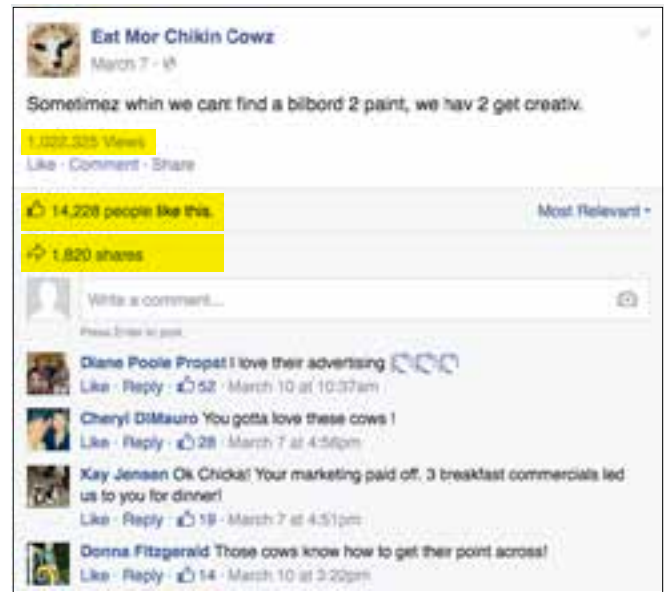 Eat Mor Chikin Cowz
March 7 ·
Sometimez whin we cant find a bilbord 2 paint, we hav 2 get creativ.
1,022,325 Views
Like · Comment · Share
14,228 people like this.
Most Relevant
1,820 shares
Write a comment...
Press Enter to post.
Diane Poole Propst I love their advertising
Like · Reply · 52 · March 10 at 10:37am
Cheryl DiMauro You gotta love these cows !
Like · Reply · 28 · March 7 at 4:56pm
Kay Jensen Ok Chicka! Your marketing paid off. 3 breakfast commercials led
us to you for dinner!
Like · Reply · 19 · March 7 at 4:51pm
Donna Fitzgerald Those cows know how to get their point across!
Like · Reply · 14 · March 10 at 3:22pm